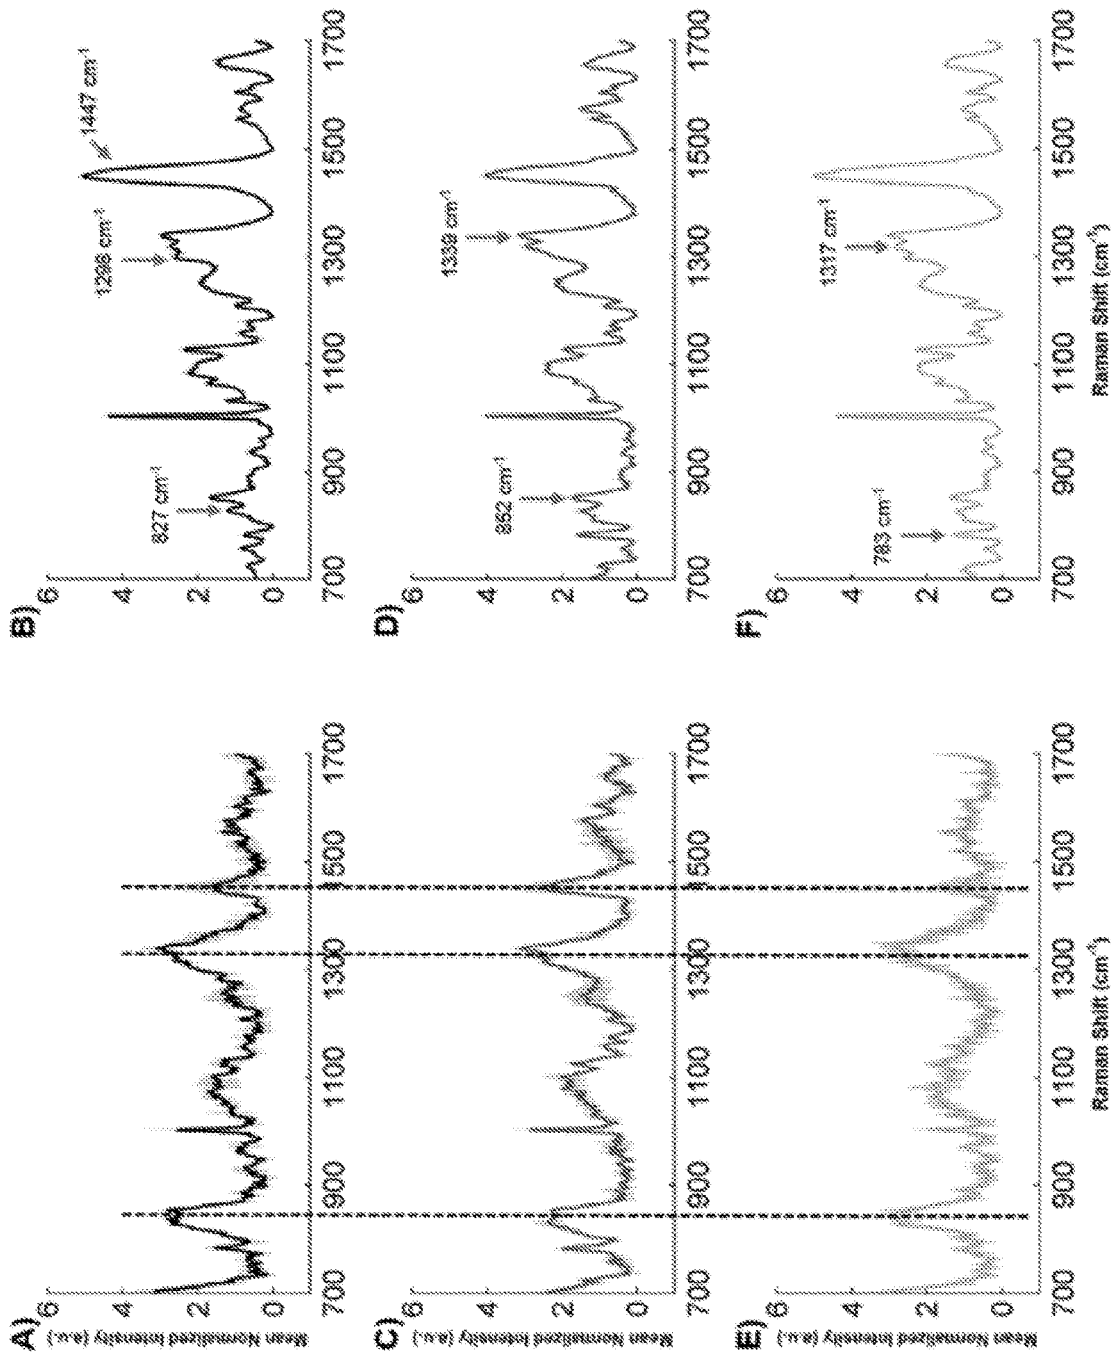 A)
Mean Normalized Intensity (a.u.)
6
4
2
0
700 900 1100 1300 1500 1700
B)
6
4
2
0
827 cm⁻¹
1298 cm⁻¹
1447 cm⁻¹
700 900 1100 1300 1500 1700
C)
Mean Normalized Intensity (a.u.)
6
4
2
0
700 900 1100 1300 1500 1700
D)
6
4
2
0
852 cm⁻¹
1339 cm⁻¹
700 900 1100 1300 1500 1700
E)
Mean Normalized Intensity (a.u.)
6
4
2
0
700 900 1100 1300 1500 1700
Raman Shift (cm⁻¹)
F)
6
4
2
0
783 cm⁻¹
1317 cm⁻¹
700 900 1100 1300 1500 1700
Raman Shift (cm⁻¹)